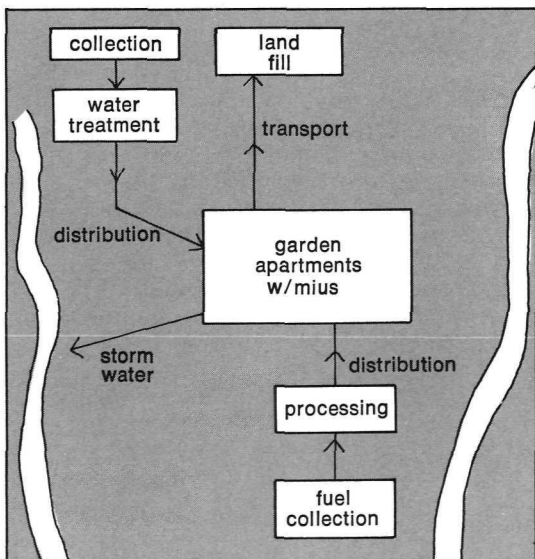 collection
land
fill
water
treatment
transport
distribution
garden
apartments
w/mius
storm
water
distribution
processing
fuel
collection